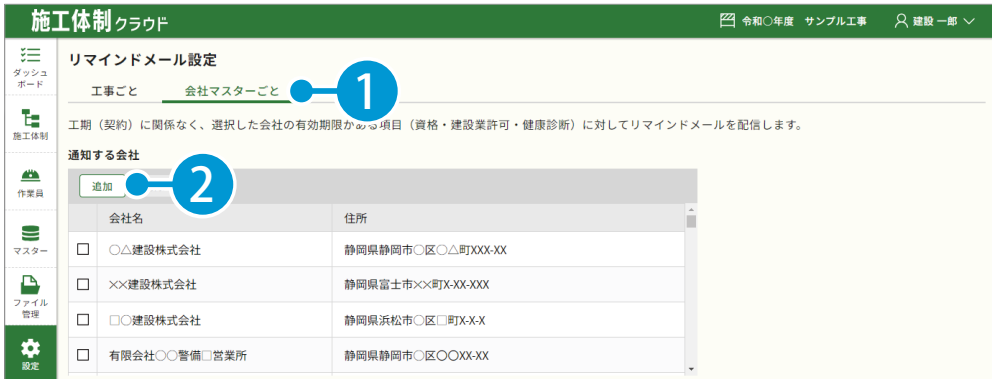 施工体制クラウド
令和○年度 サンプル工事
建設 一郎
ダッシュ
ボード
施工体制
作業員
マスター
ファイル
管理
設定
リマインドメール設定
工事ごと 会社マスターごと 1
工期（契約）に関係なく、選択した会社の有効期限がある項目（資格・建設業許可・健康診断）に対してリマインドメールを配信します。
通知する会社
追加 2
会社名 住所
○△建設株式会社 静岡県静岡市○区○△町XXX-XX
××建設株式会社 静岡県富士市××町X-XX-XXX
□○建設株式会社 静岡県浜松市○区□町X-X-X
有限会社○○警備□営業所 静岡県静岡市○区○○XX-XX